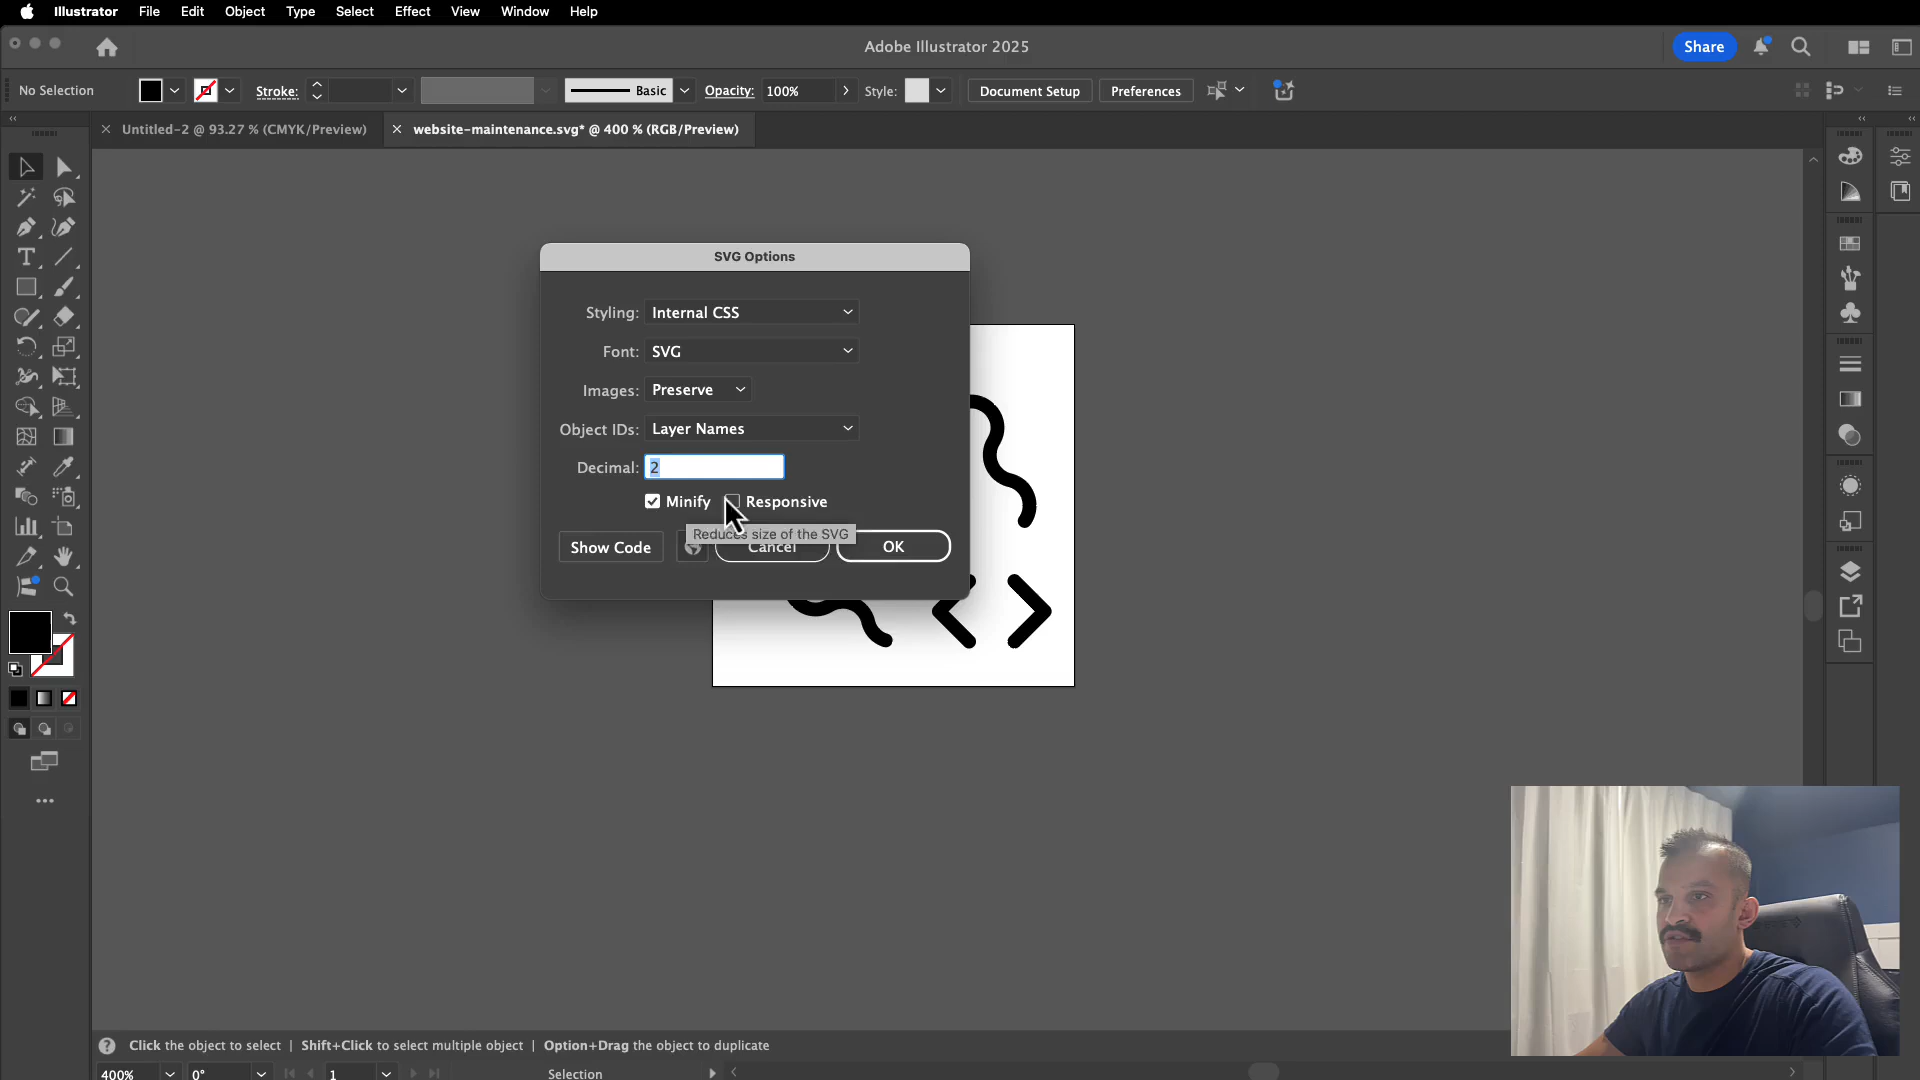 Illustrator File Edit Object Type Select Effect View Window Help
Adobe Illustrator 2025
Share
No Selection
Stroke:
Basic
Opacity: 100%
Style:
Document Setup
Preferences
Untitled-2 @ 93.27 % (CMYK/Preview)
website-maintenance.svg* @ 400 % (RGB/Preview)
SVG Options
Styling: Internal CSS
Font: SVG
Images: Preserve
Object IDs: Layer Names
Decimal: 2
Minify Responsive
Reduces size of the SVG
Show Code Cancel OK
Click the object to select | Shift+Click to select multiple object | Option+Drag the object to duplicate
400% 0° 1 Selection